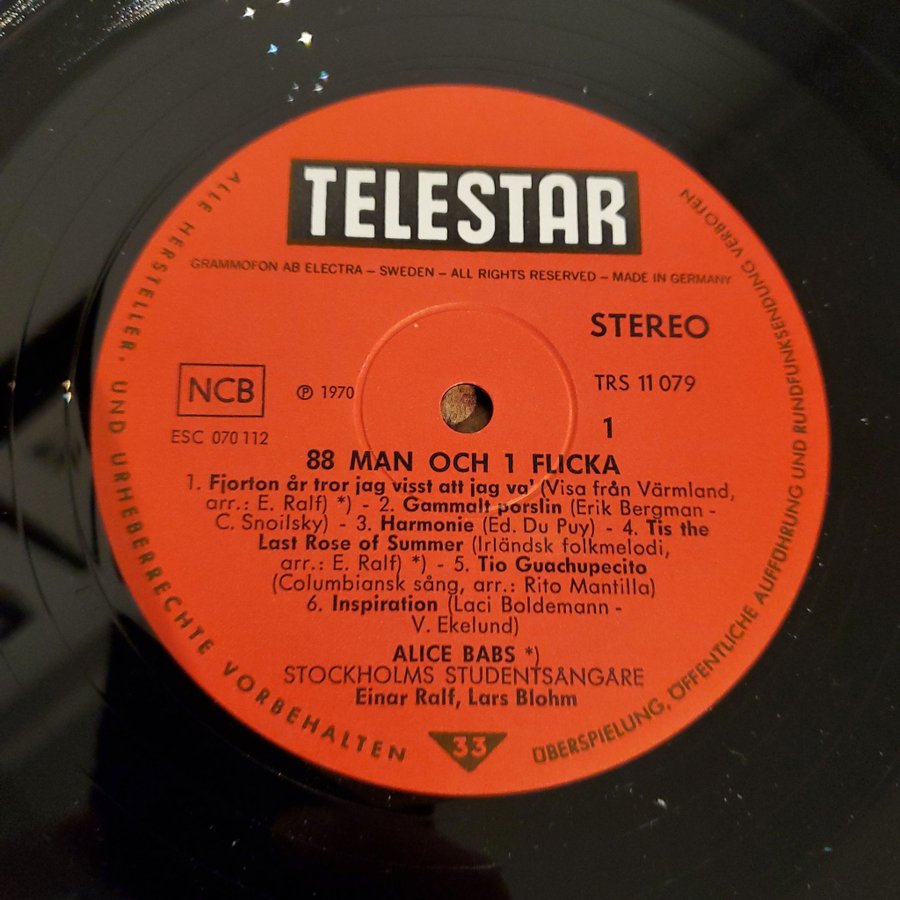 TELESTAR
GRAMMOFON AB ELECTRA – SWEDEN – ALL RIGHTS RESERVED – MADE IN GERMANY
STEREO
NCB
℗ 1970
TRS 11 079
ESC 070 112
1
88 MAN OCH 1 FLICKA
1. Fjorton år tror jag visst att jag va' (Visa från Värmland,
arr.: E. Ralf) *) - 2. Gammalt porslin (Erik Bergman -
C. Snoilsky) - 3. Harmonie (Ed. Du Puy) - 4. Tis the
Last Rose of Summer (Irländsk folkmelodi,
arr.: E. Ralf) *) - 5. Tio Guachupecito
(Columbiansk sång, arr.: Rito Mantilla)
6. Inspiration (Laci Boldemann -
V. Ekelund)
ALICE BABS *)
STOCKHOLMS STUDENTSÅNGARE
Einar Ralf, Lars Blohm
33
ALLE HERSTELLER- UND URHEBERRECHTE VORBEHALTEN
ÜBERSPIELUNG, ÖFFENTLICHE AUFFÜHRUNG UND RUNDFUNKSENDUNG VERBOTEN